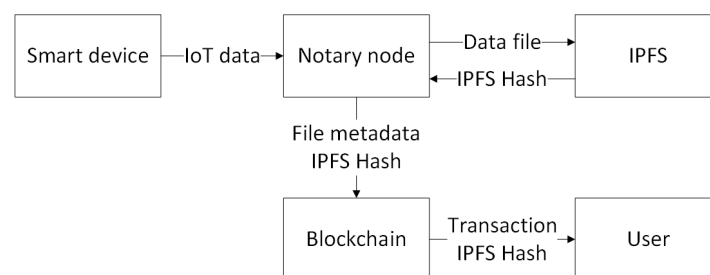 Smart device
IoT data
Notary node
Data file
IPFS
IPFS Hash
File metadata
IPFS Hash
Blockchain
Transaction
IPFS Hash
User